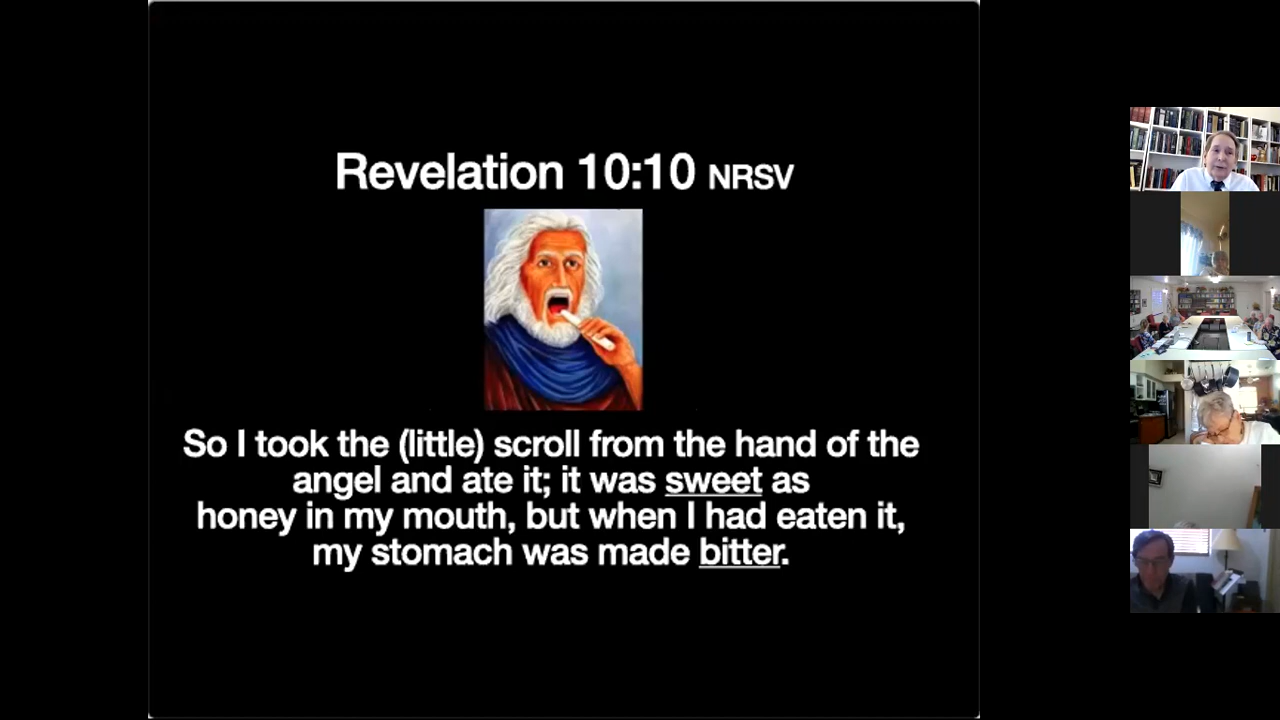 Revelation 10:10 NRSV
So I took the (little) scroll from the hand of the
angel and ate it; it was sweet as
honey in my mouth, but when I had eaten it,
my stomach was made bitter.